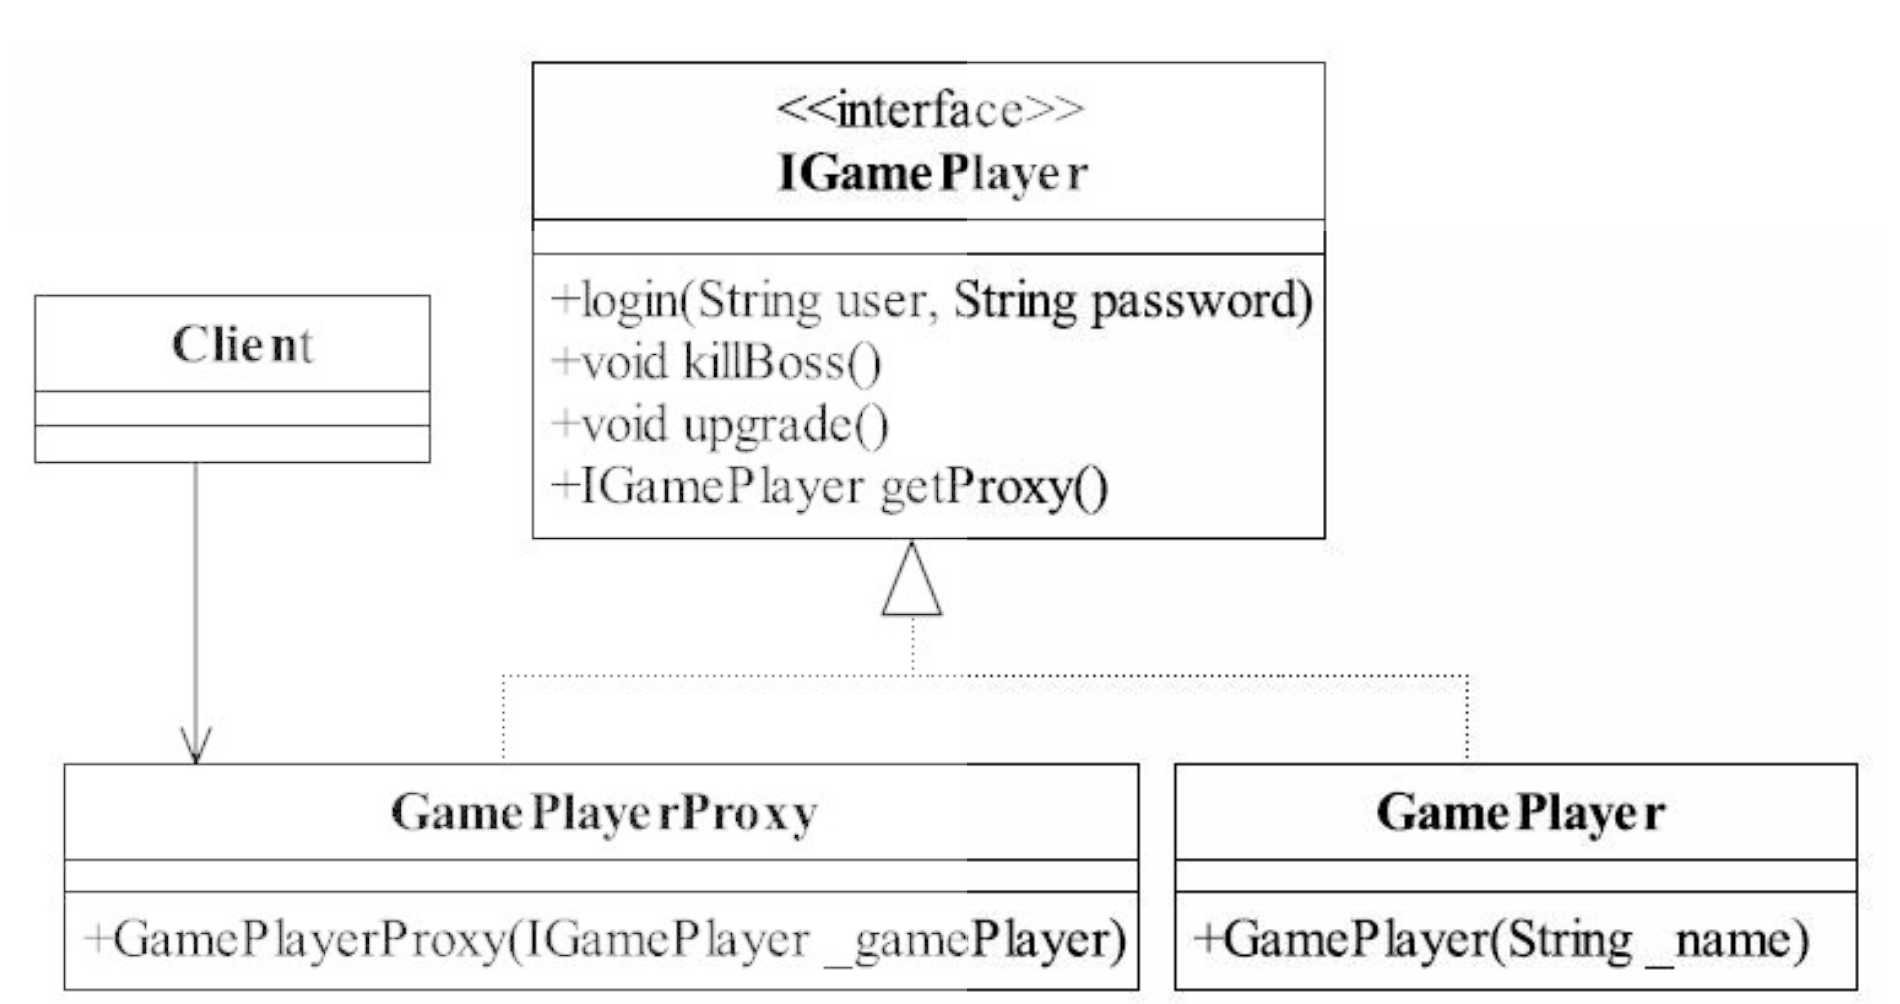 <<interface>>
IGamePlayer
+login(String user, String password)
+void killBoss()
+void upgrade()
+IGamePlayer getProxy()
Client
GamePlayerProxy
+GamePlayerProxy(IGamePlayer _gamePlayer)
GamePlayer
+GamePlayer(String _name)